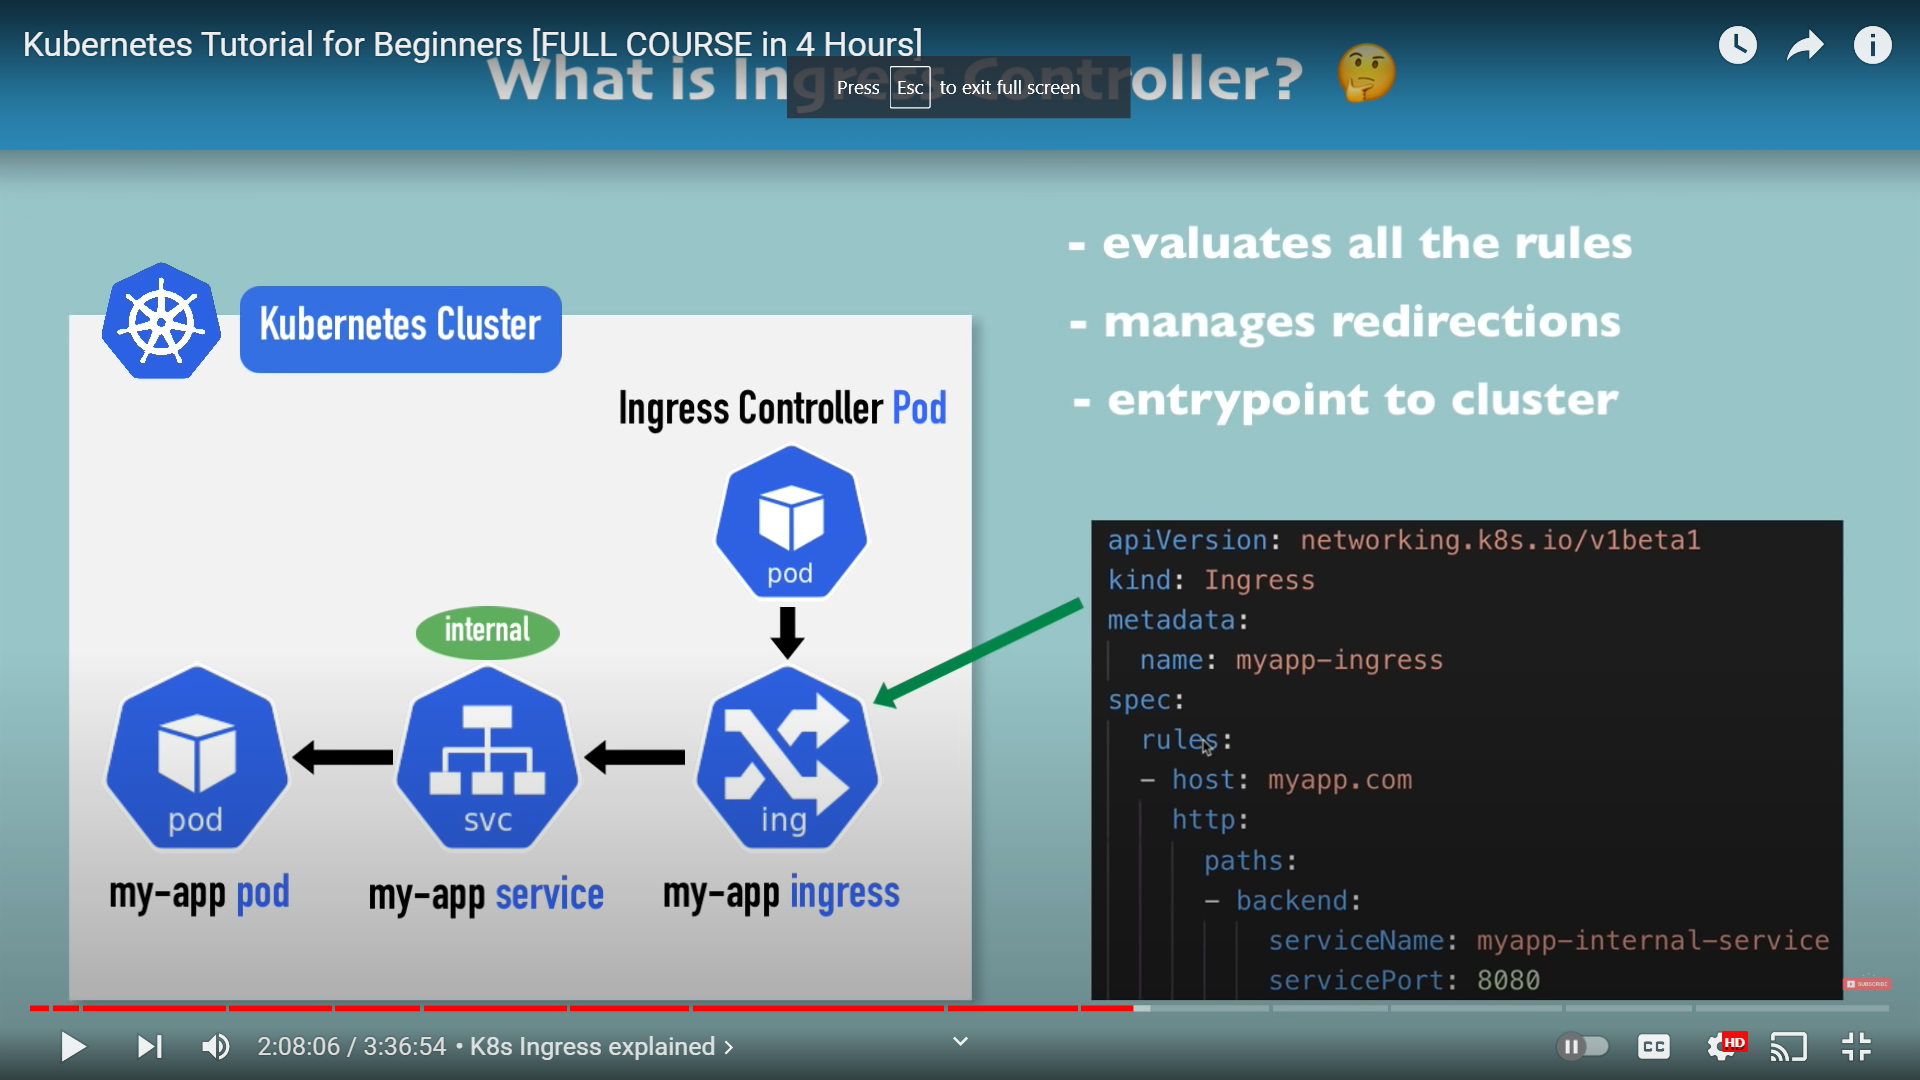 Kubernetes Tutorial for Beginners [FULL COURSE in 4 Hours]
What is Ingress Controller?
Press Esc to exit full screen
- evaluates all the rules
- manages redirections
- entrypoint to cluster
Kubernetes Cluster
Ingress Controller Pod
pod
internal
pod
svc
ing
my-app pod
my-app service
my-app ingress
apiVersion: networking.k8s.io/v1beta1
kind: Ingress
metadata:
name: myapp-ingress
spec:
rules:
- host: myapp.com
http:
paths:
- backend:
serviceName: myapp-internal-service
servicePort: 8080
SUBSCRIBE
2:08:06 / 3:36:54 • K8s Ingress explained >
CC
HD